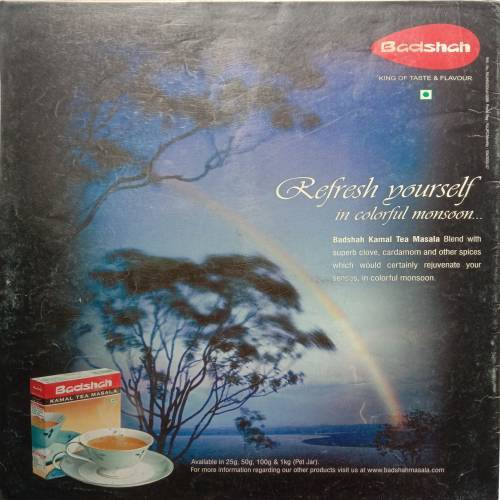 Badshah
KING OF TASTE & FLAVOUR
Refresh yourself
in colorful monsoon...
Badshah Kamal Tea Masala Blend with
superb clove, cardamom and other spices
which would certainly rejuvenate your
senses, in colorful monsoon.
Badshah
KAMAL TEA MASALA
Available in 25g, 50g, 100g & 1kg (Pet Jar).
For more information regarding our other products visit us at www.badshahmasala.com